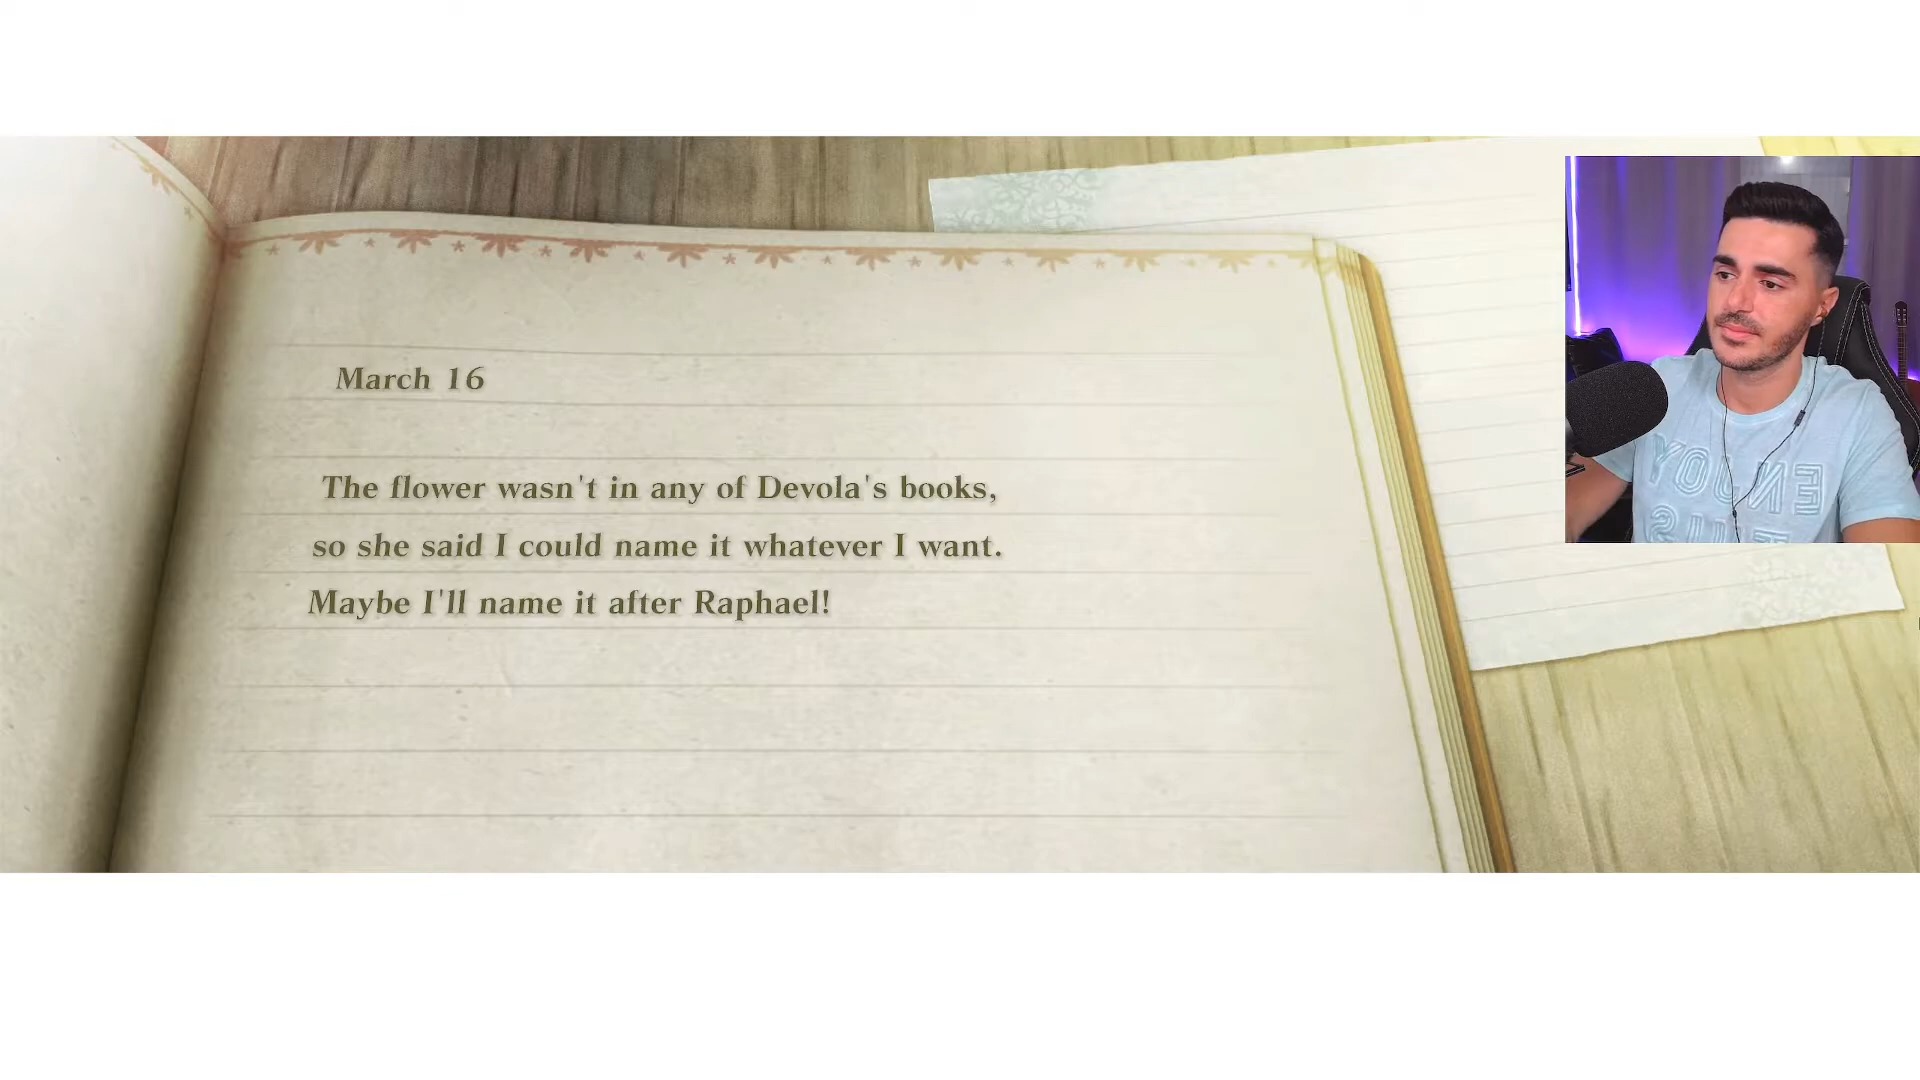 March 16
The flower wasn't in any of Devola's books,
so she said I could name it whatever I want.
Maybe I'll name it after Raphael!
ENJOY